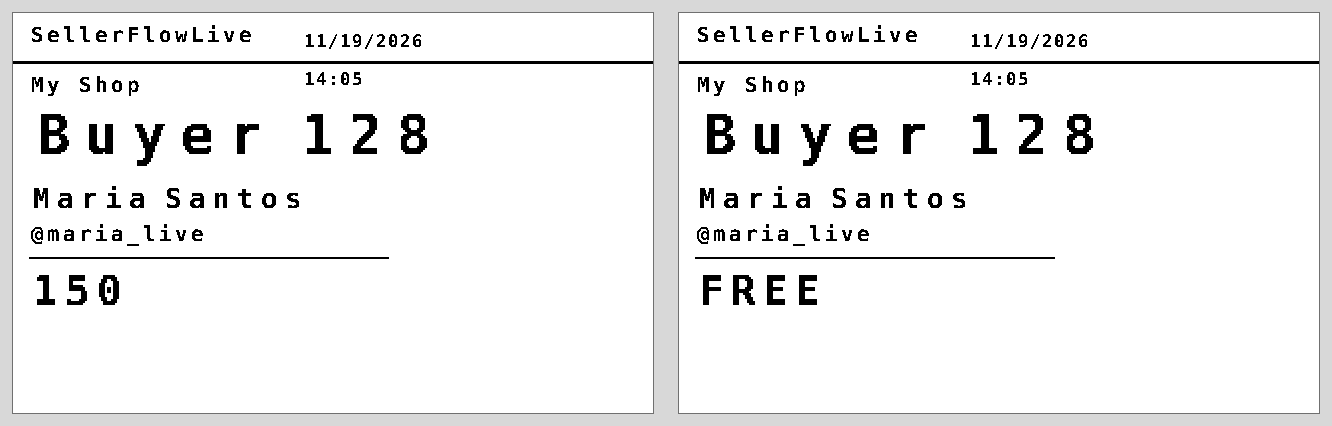 SellerFlowLive 11/19/2026
My Shop 14:05
Buyer 128
Maria Santos
@maria_live
150
SellerFlowLive 11/19/2026
My Shop 14:05
Buyer 128
Maria Santos
@maria_live
FREE